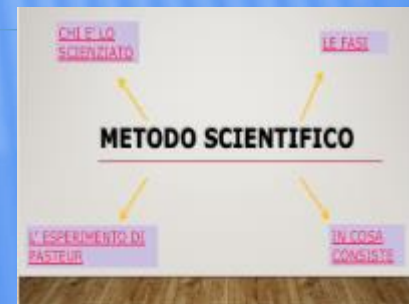 CHI E' LO
SCIENZIATO
LE FASI
METODO SCIENTIFICO
L' ESPERIMENTO DI
PASTEUR
IN COSA
CONSISTE